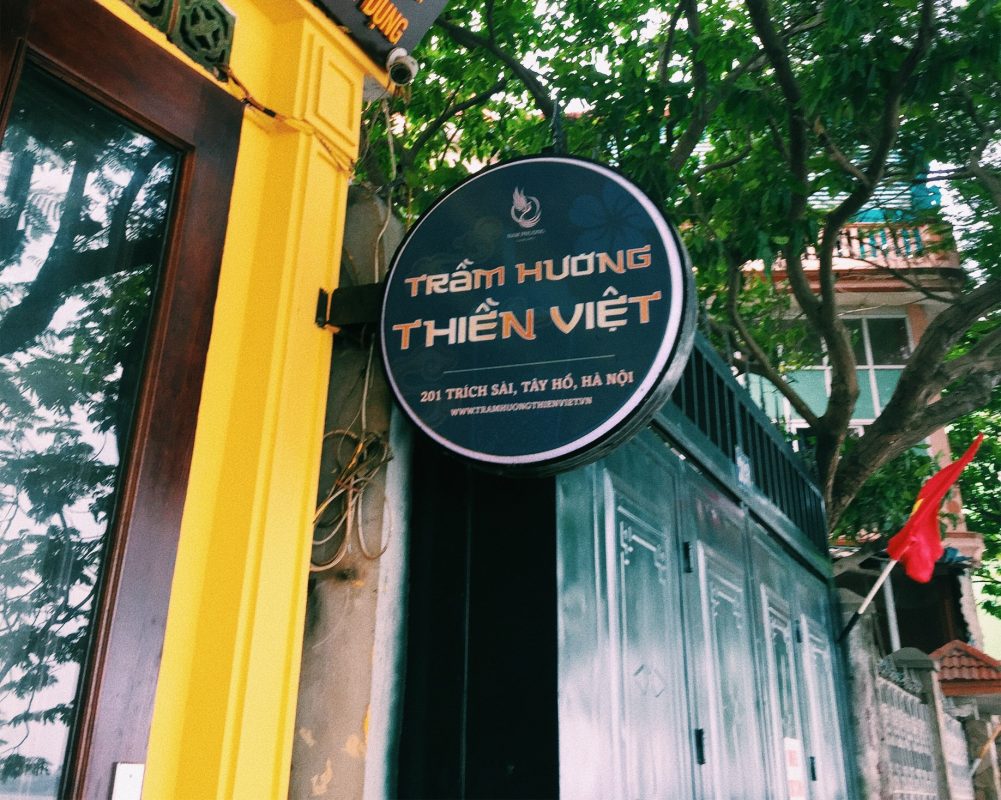 DỤNG
TRẦM HƯƠNG
THIỀN VIỆT
201 TRÍCH SÀI, TÂY HỒ, HÀ NỘI
WWW.TRAMHUONGTHIENVIET.VN